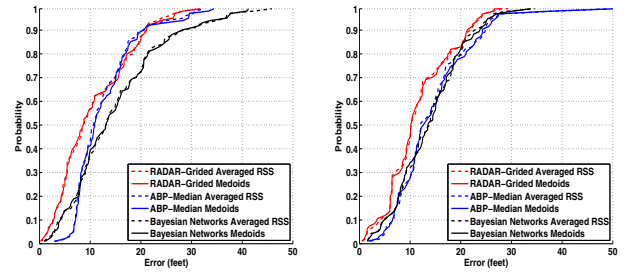 1
0.9
0.8
0.7
0.6
0.5
0.4
0.3
0.2
0.1
0
Probability
0 10 20 30 40 50
Error (feet)
RADAR−Grided Averaged RSS
RADAR−Grided Medoids
ABP−Median Averaged RSS
ABP−Median Medoids
Bayesian Networks Averaged RSS
Bayesian Networks Medoids
1
0.9
0.8
0.7
0.6
0.5
0.4
0.3
0.2
0.1
0
Probability
0 10 20 30 40 50
Error (feet)
RADAR−Grided Averaged RSS
RADAR−Grided Medoids
ABP−Median Averaged RSS
ABP−Median Medoids
Bayesian Networks Averaged RSS
Bayesian Networks Medoids